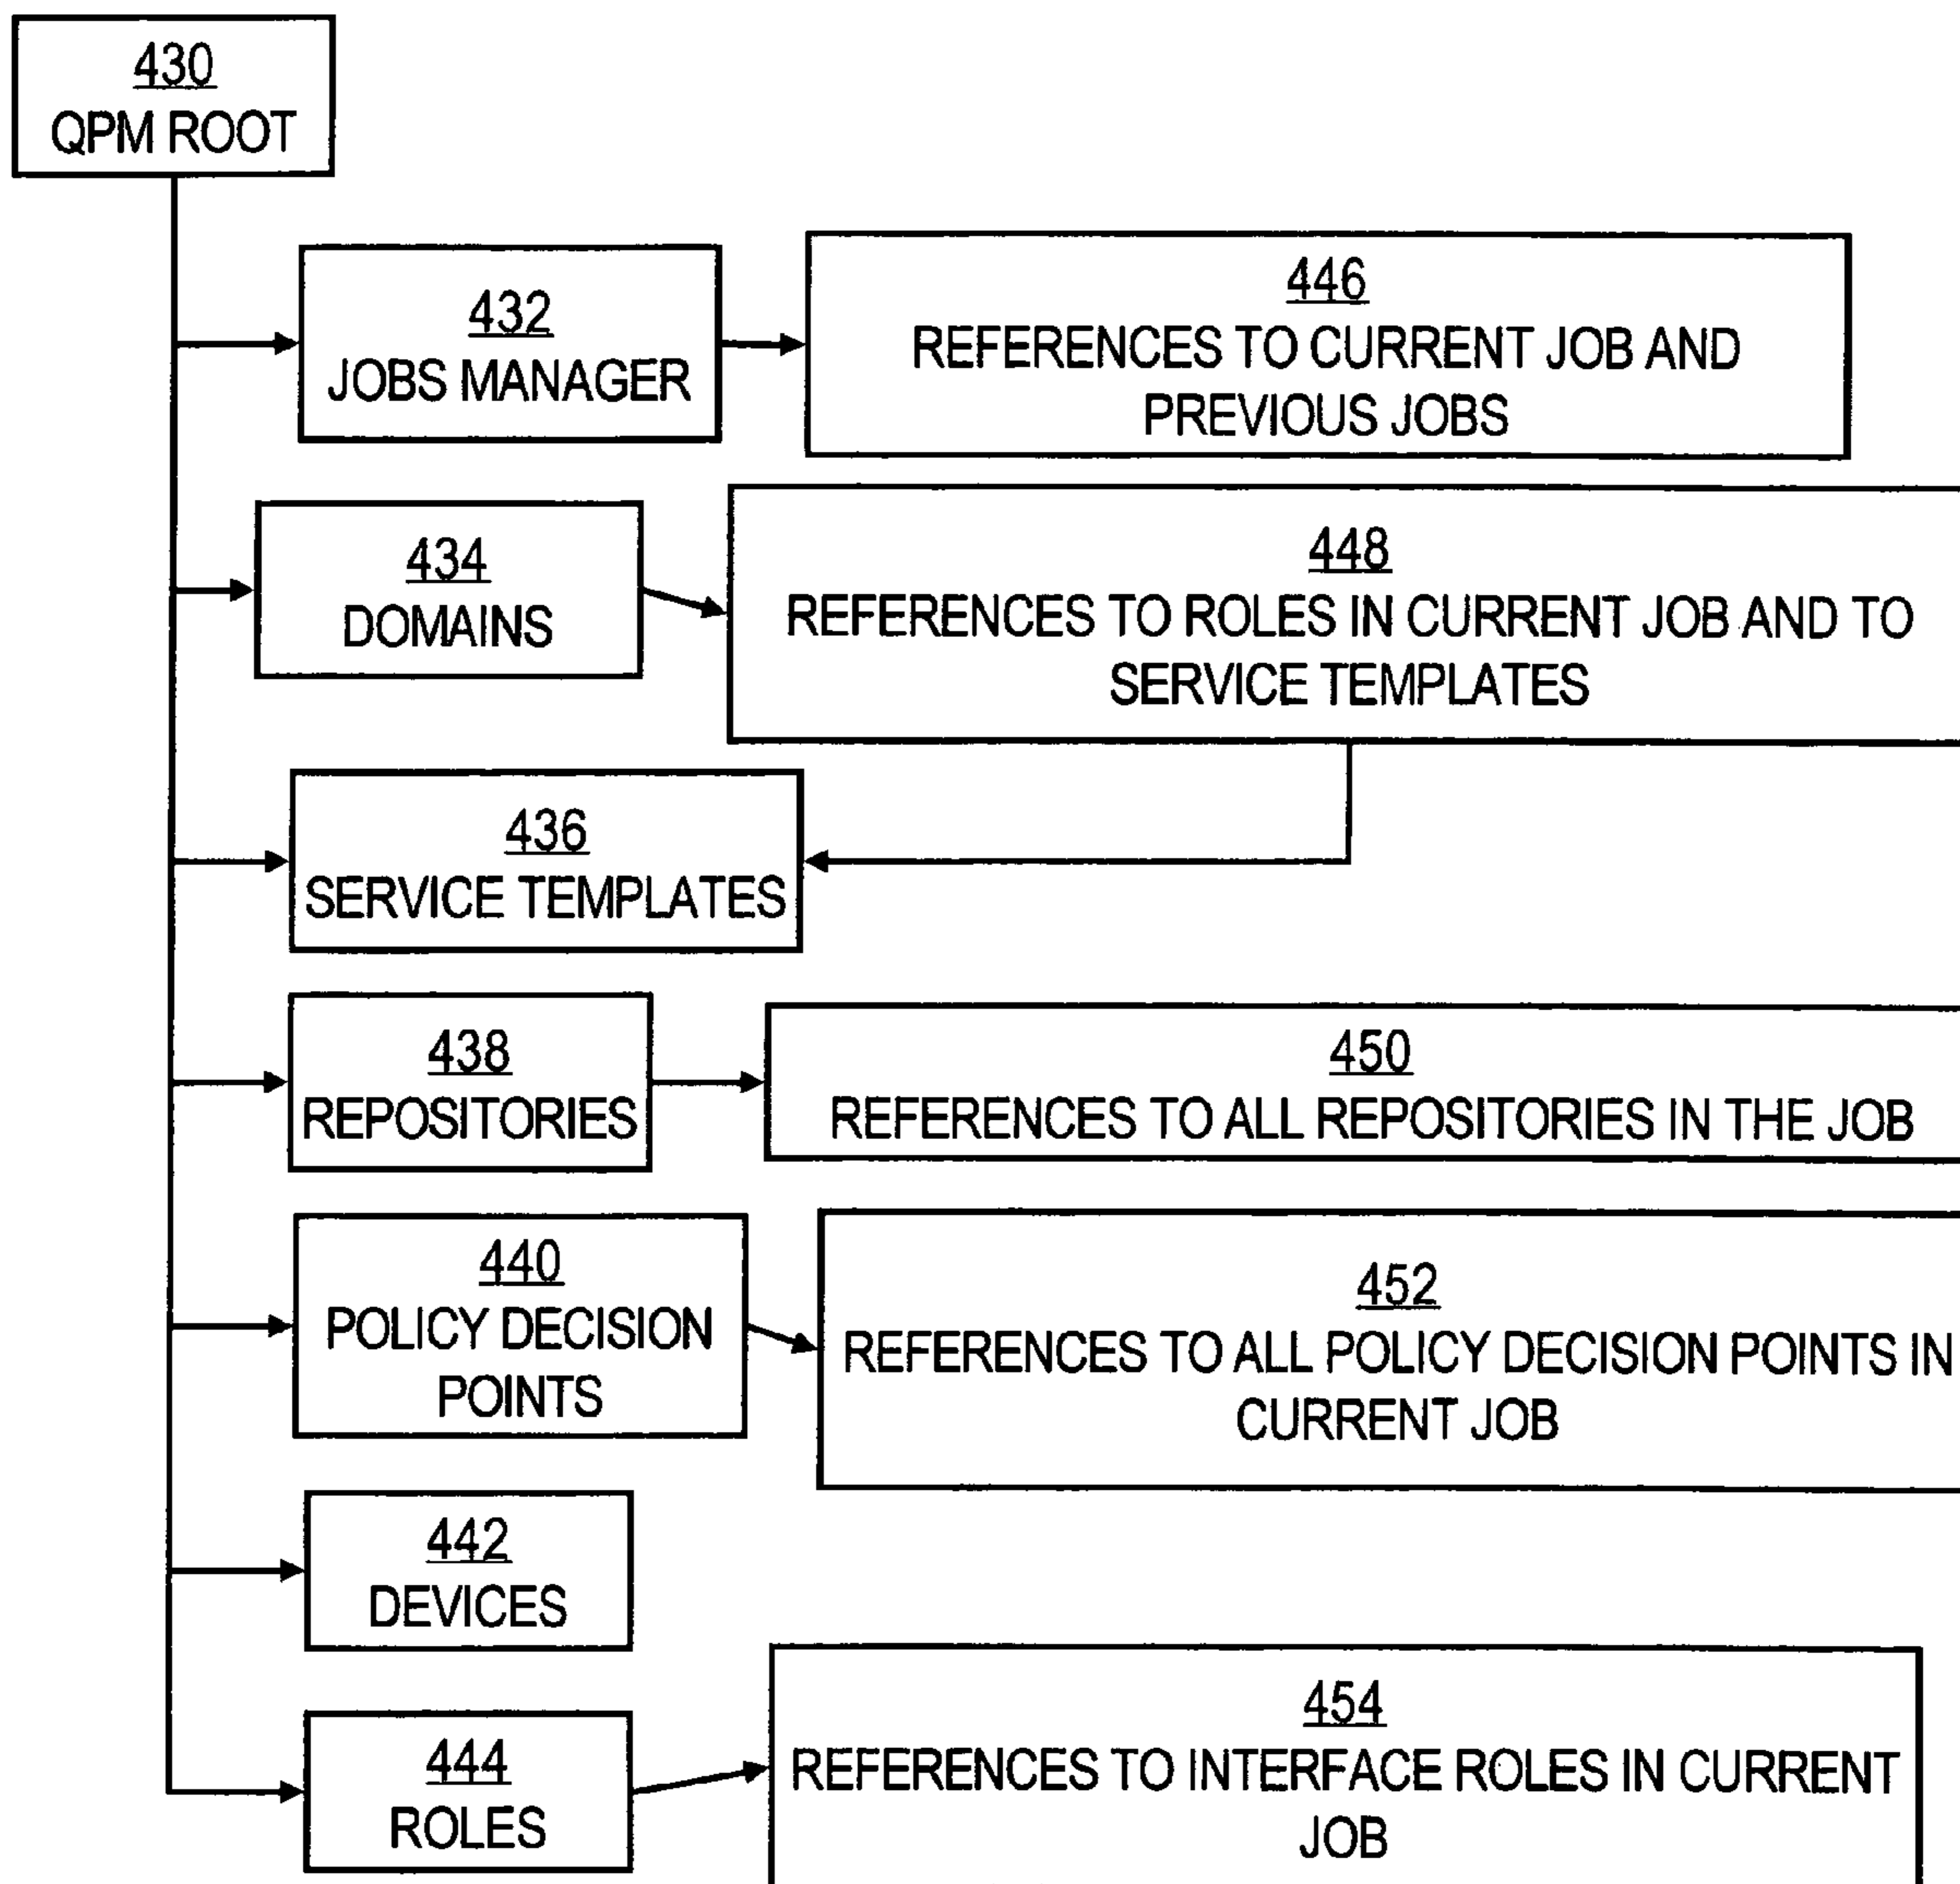 430
QPM ROOT
432
JOBS MANAGER
446
REFERENCES TO CURRENT JOB AND
PREVIOUS JOBS
434
DOMAINS
448
REFERENCES TO ROLES IN CURRENT JOB AND TO
SERVICE TEMPLATES
436
SERVICE TEMPLATES
438
REPOSITORIES
450
REFERENCES TO ALL REPOSITORIES IN THE JOB
440
POLICY DECISION
POINTS
452
REFERENCES TO ALL POLICY DECISION POINTS IN
CURRENT JOB
442
DEVICES
444
ROLES
454
REFERENCES TO INTERFACE ROLES IN CURRENT
JOB